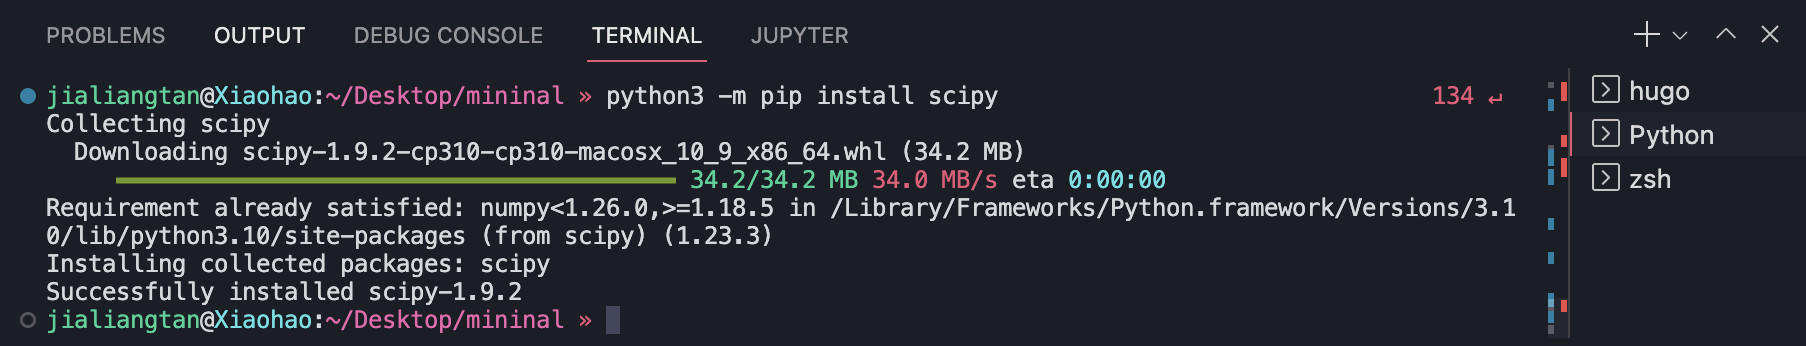 PROBLEMS OUTPUT DEBUG CONSOLE TERMINAL JUPYTER
jialiangtan@Xiaohao:~/Desktop/mininal » python3 -m pip install scipy 134 ↵
Collecting scipy
Downloading scipy-1.9.2-cp310-cp310-macosx_10_9_x86_64.whl (34.2 MB)
34.2/34.2 MB 34.0 MB/s eta 0:00:00
Requirement already satisfied: numpy<1.26.0,>=1.18.5 in /Library/Frameworks/Python.framework/Versions/3.1
0/lib/python3.10/site-packages (from scipy) (1.23.3)
Installing collected packages: scipy
Successfully installed scipy-1.9.2
jialiangtan@Xiaohao:~/Desktop/mininal »
hugo
Python
zsh